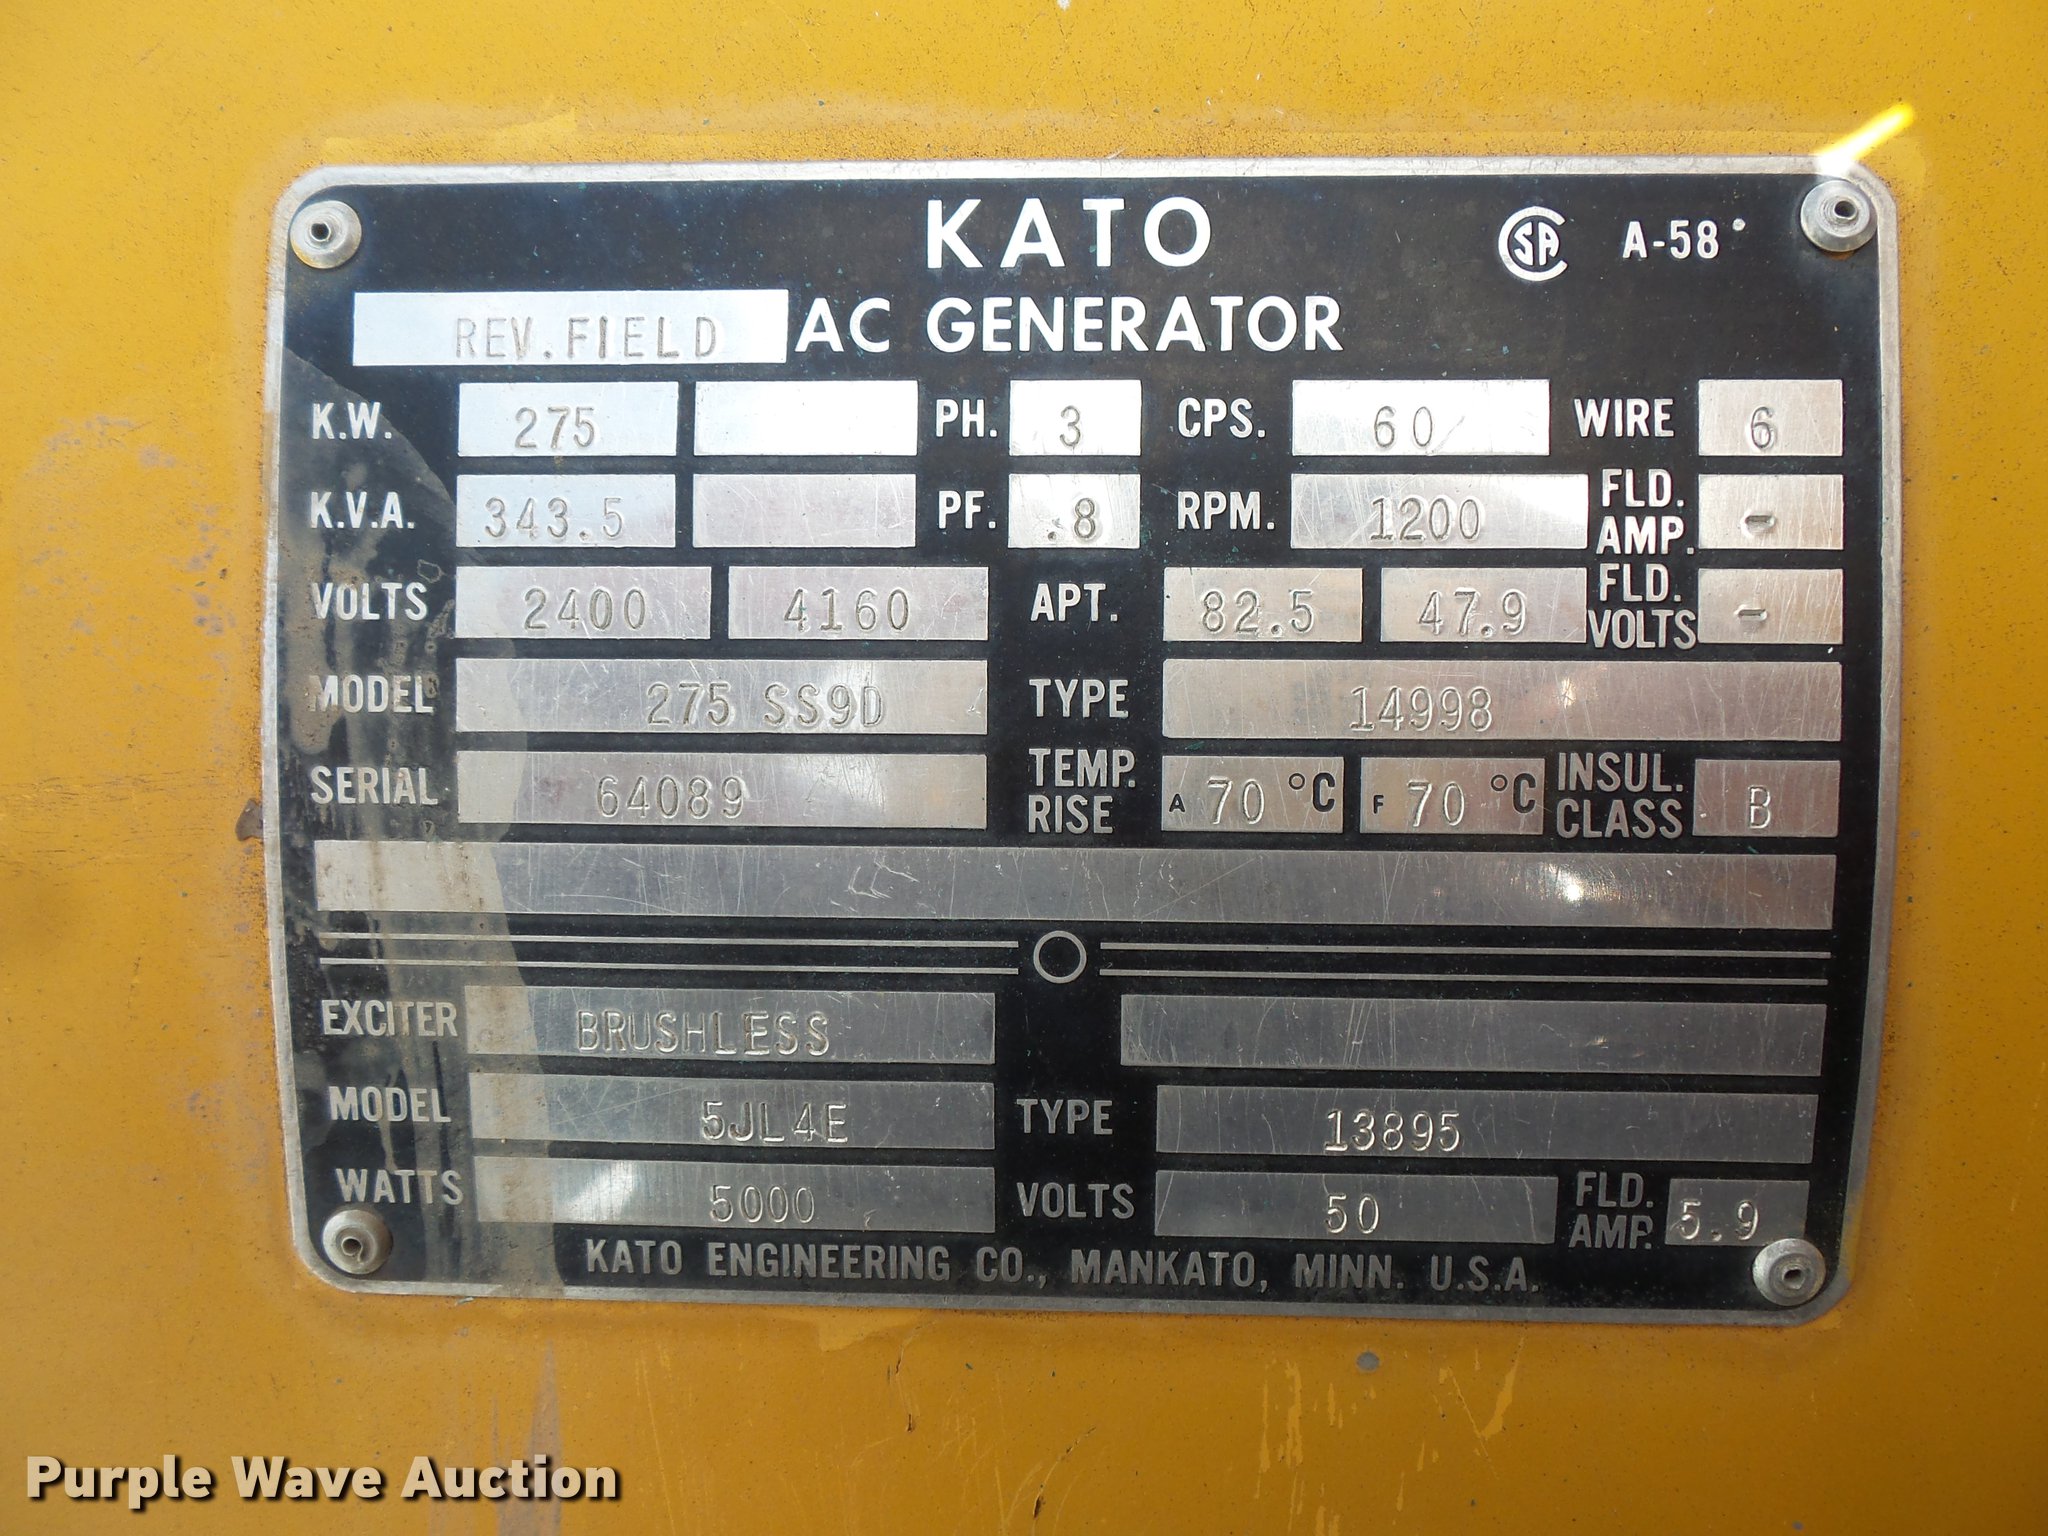 KATO
CSA A-58
REV.FIELD AC GENERATOR
K.W. 275 PH. 3 CPS. 60 WIRE 6
K.V.A. 343.5 PF. .8 RPM. 1200 FLD. AMP. -
VOLTS 2400 4160 APT. 82.5 47.9 FLD. VOLTS -
MODEL 275 SS9D TYPE 14998
SERIAL 64089 TEMP. RISE A 70 °C F 70 °C INSUL. CLASS B
EXCITER BRUSHLESS
MODEL 5JL4E TYPE 13895
WATTS 5000 VOLTS 50 FLD. AMP. 5.9
KATO ENGINEERING CO., MANKATO, MINN. U.S.A.
Purple Wave Auction